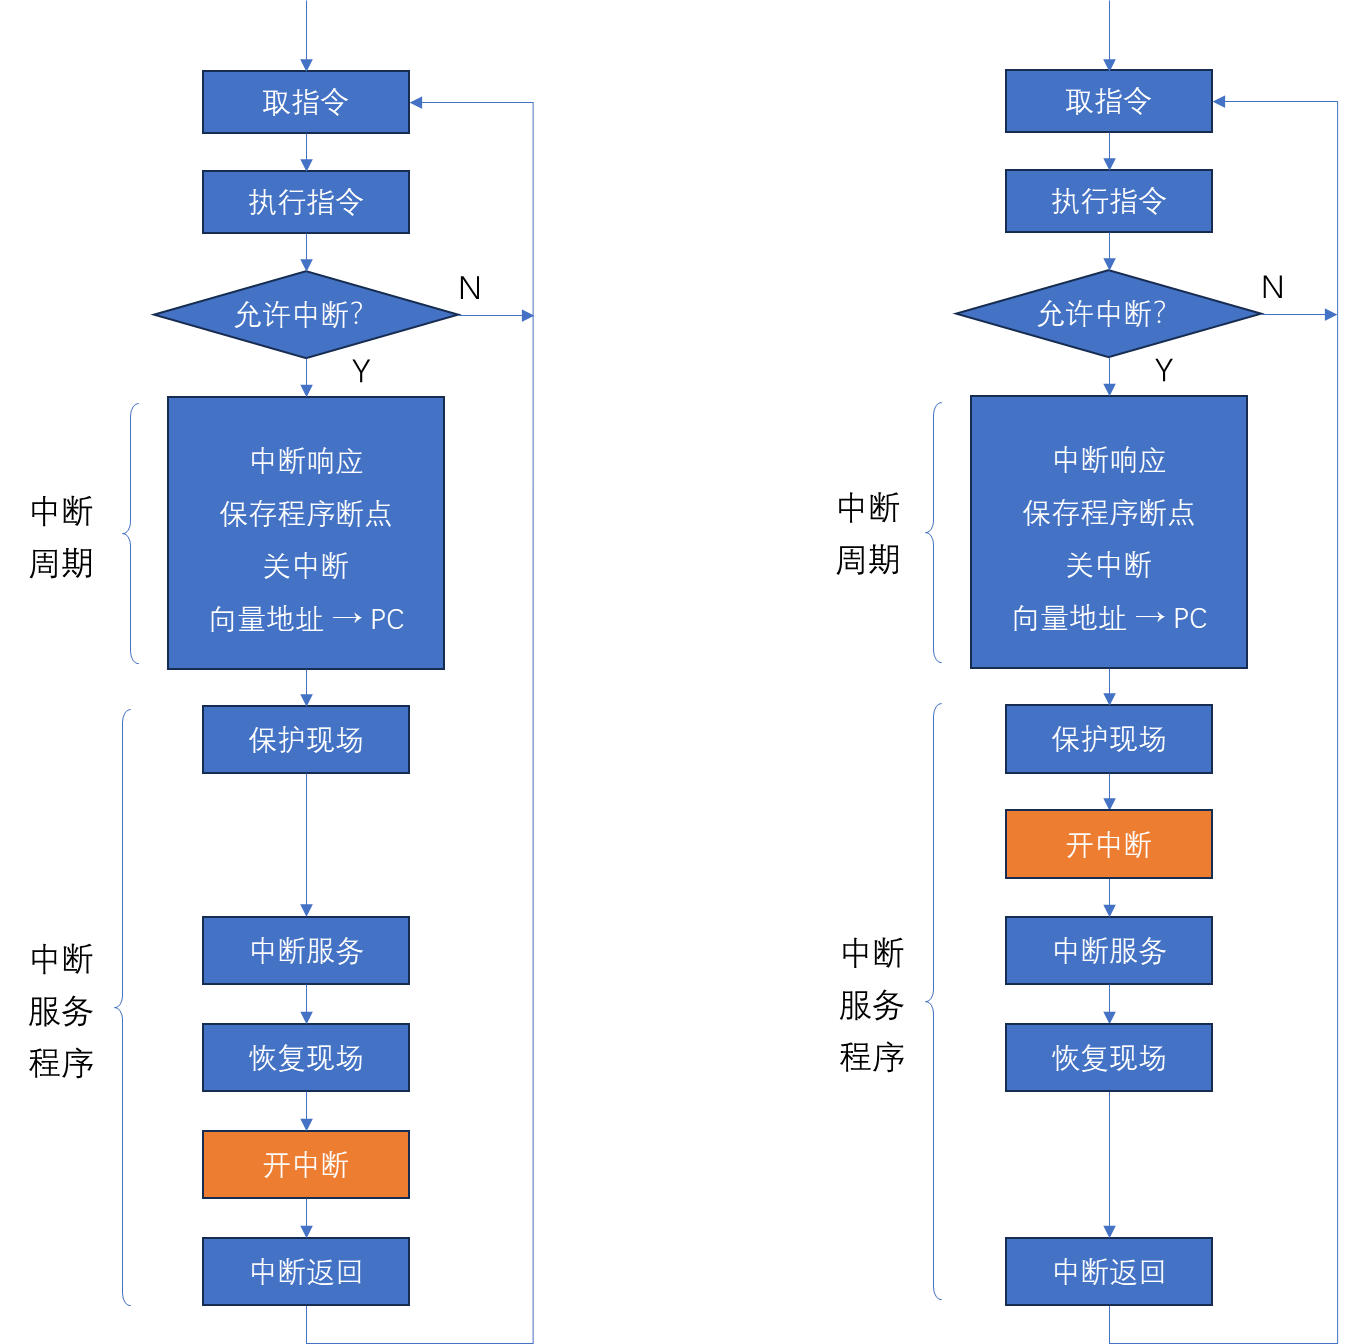 取指令
执行指令
允许中断?
N
Y
中断
周期
中断响应
保存程序断点
关中断
向量地址 → PC
中断
服务
程序
保护现场
中断服务
恢复现场
开中断
中断返回
取指令
执行指令
允许中断?
N
Y
中断
周期
中断响应
保存程序断点
关中断
向量地址 → PC
中断
服务
程序
保护现场
开中断
中断服务
恢复现场
中断返回